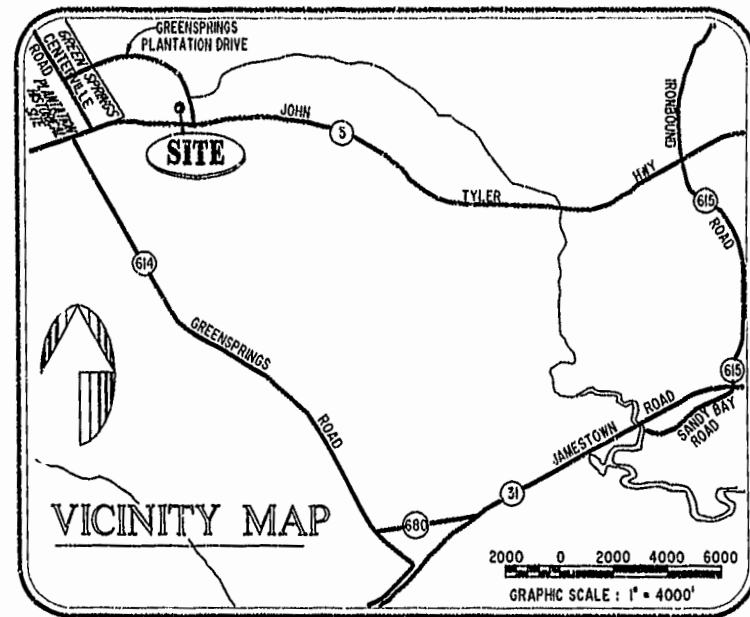 GREENSPRINGS
PLANTATION DRIVE
GREEN SPRINGS
CENTERVILLE
ROAD
PLANTATION
SITE
JOHN
5
TYLER
HWY
IRONBOUND
615
ROAD
SITE
614
GREENSPRINGS
ROAD
615
SANDY BAY
ROAD
JAMESTOWN
ROAD
31
680
VICINITY MAP
2000 0 2000 4000 6000
GRAPHIC SCALE : 1" = 4000'